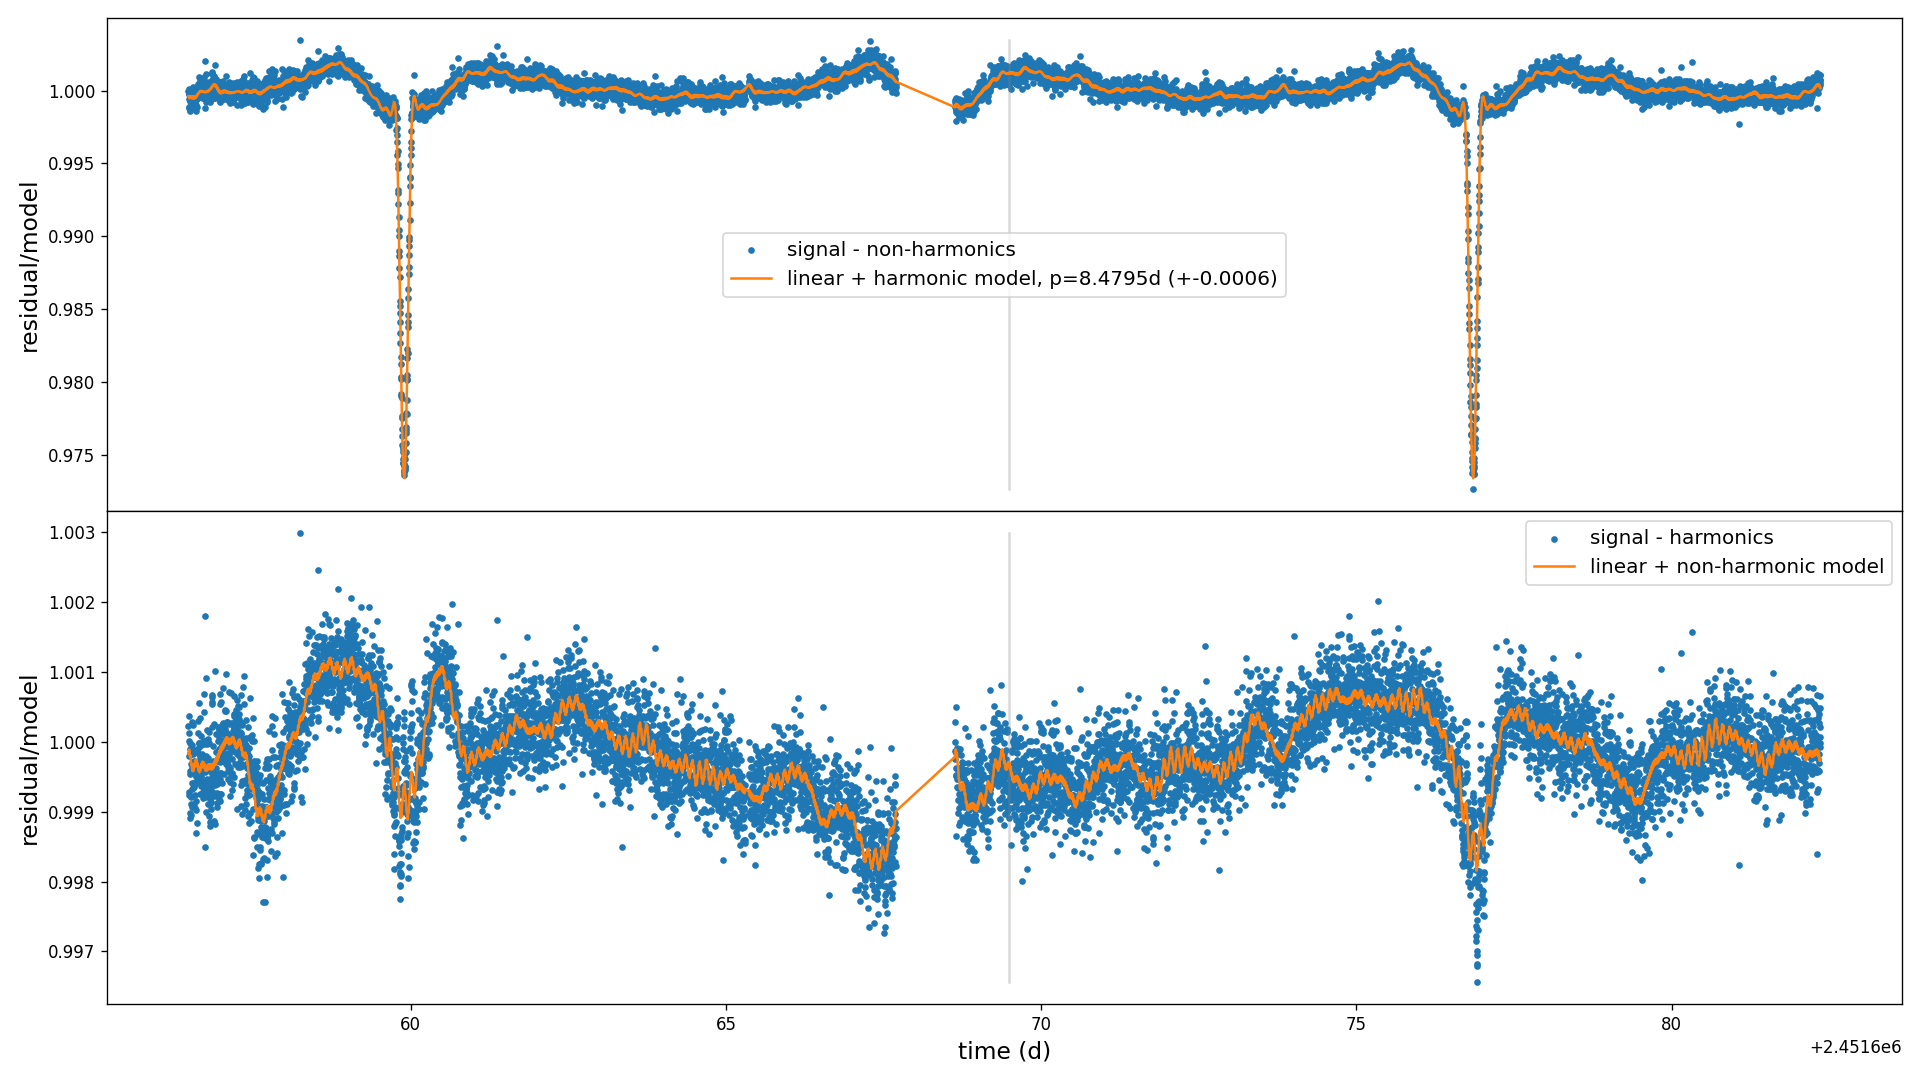 1.000
0.995
0.990
0.985
0.980
0.975
residual/model
signal - non-harmonics
linear + harmonic model, p=8.4795d (+-0.0006)
1.003
1.002
1.001
1.000
0.999
0.998
0.997
residual/model
signal - harmonics
linear + non-harmonic model
60
65
70
75
80
time (d)
+2.4516e6